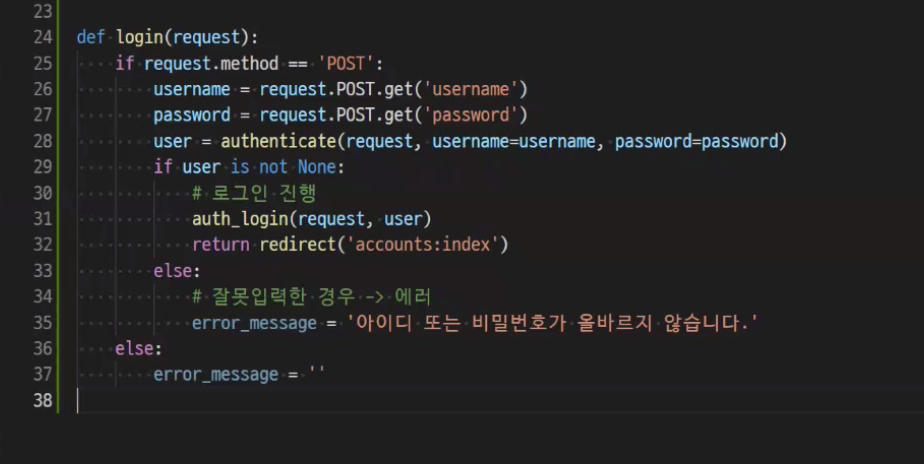 23
24 def login(request):
25     if request.method == 'POST':
26         username = request.POST.get('username')
27         password = request.POST.get('password')
28         user = authenticate(request, username=username, password=password)
29         if user is not None:
30             # 로그인 진행
31             auth_login(request, user)
32             return redirect('accounts:index')
33         else:
34             # 잘못입력한 경우 -> 에러
35             error_message = '아이디 또는 비밀번호가 올바르지 않습니다.'
36     else:
37         error_message = ''
38